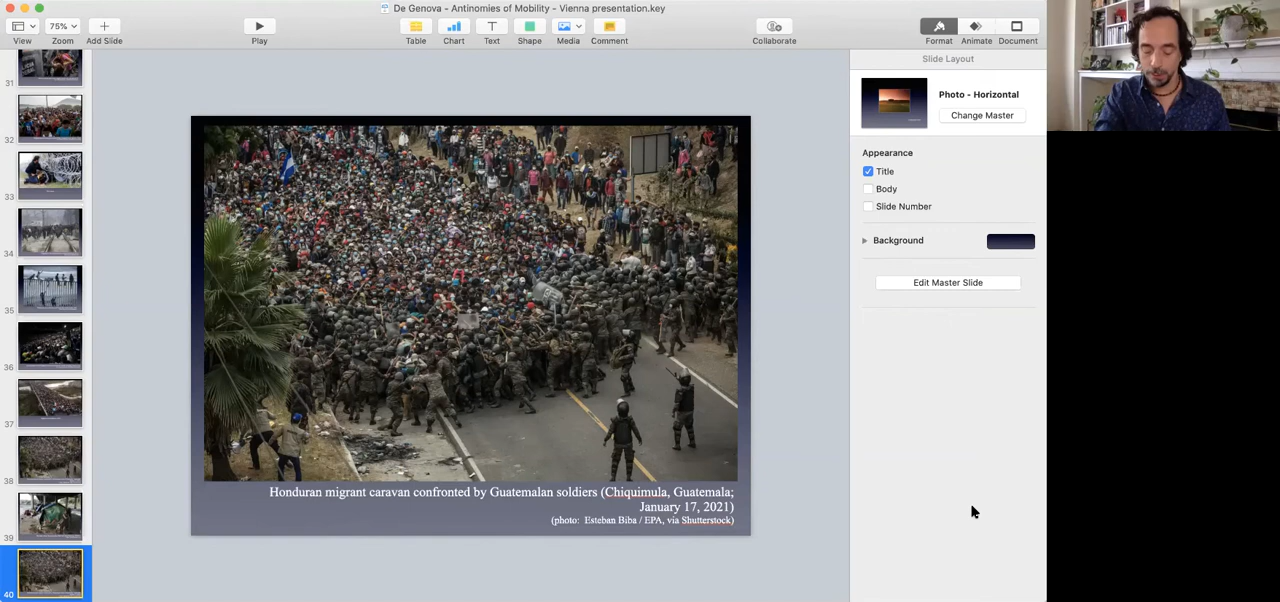 De Genova - Antinomies of Mobility - Vienna presentation.key
75%
View
Zoom
Add Slide
Play
Table
Chart
Text
Shape
Media
Comment
Collaborate
Format
Animate
Document
Slide Layout
Photo - Horizontal
Change Master
Appearance
Title
Body
Slide Number
Background
Edit Master Slide
31
32
33
34
35
36
37
38
39
40
Honduran migrant caravan confronted by Guatemalan soldiers (Chiquimula, Guatemala;
January 17, 2021)
(photo: Esteban Biba / EPA, via Shutterstock)